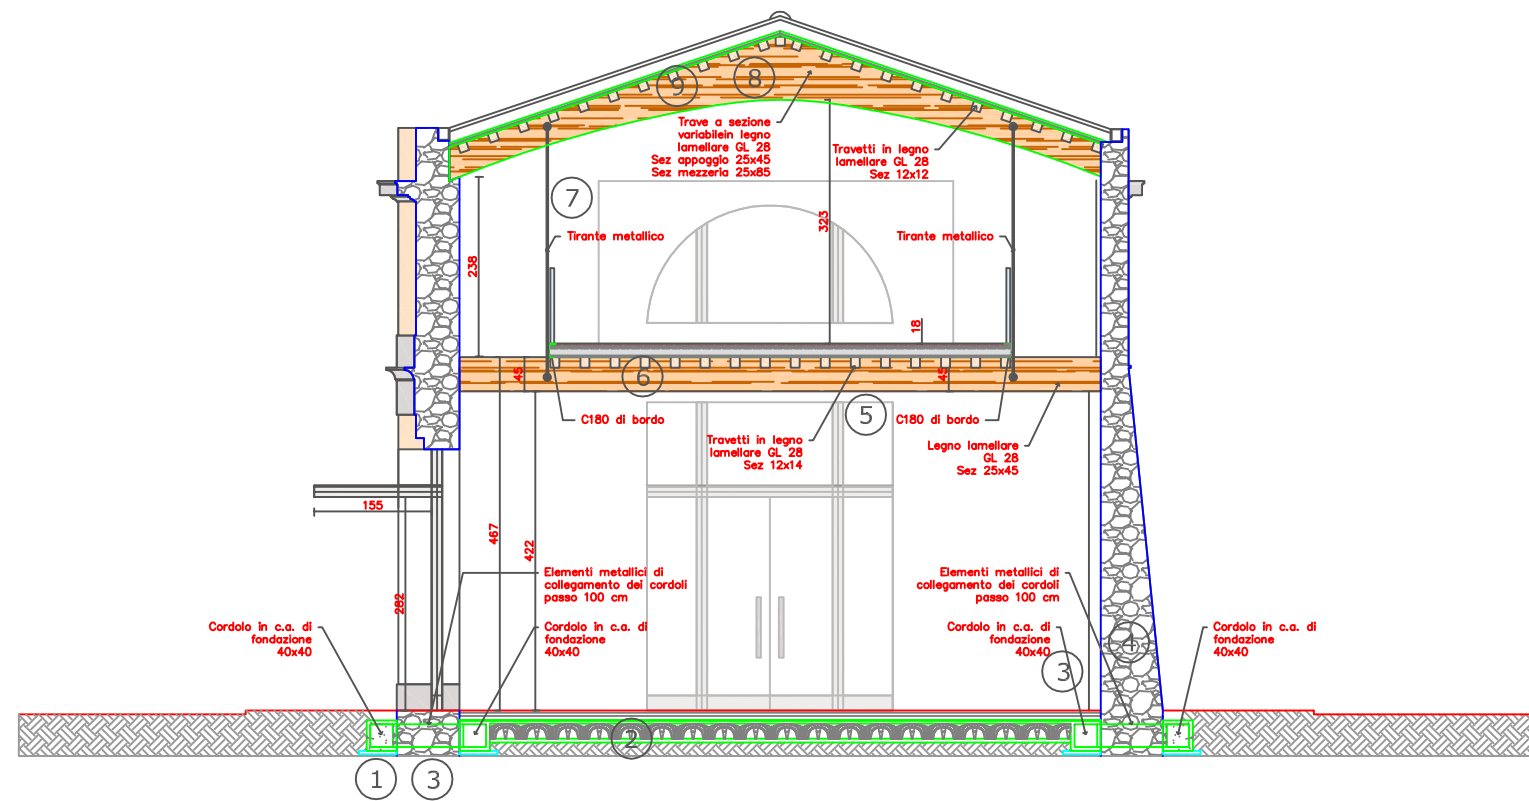 9
8
Trave a sezione
variabilein legno
lamellare GL 28
Sez appoggio 25x45
Sez mezzeria 25x85
Travetti in legno
lamellare GL 28
Sez 12x12
7
323
Tirante metallico
Tirante metallico
238
18
45
6
45
5
C180 di bordo
C180 di bordo
Travetti in legno
lamellare GL 28
Sez 12x14
Legno lamellare
GL 28
Sez 25x45
155
467
422
282
Elementi metallici di
collegamento dei cordoli
passo 100 cm
Elementi metallici di
collegamento dei cordoli
passo 100 cm
Cordolo in c.a. di
fondazione
40x40
Cordolo in c.a. di
fondazione
40x40
Cordolo in c.a. di
fondazione
40x40
Cordolo in c.a. di
fondazione
40x40
4
3
2
1
3